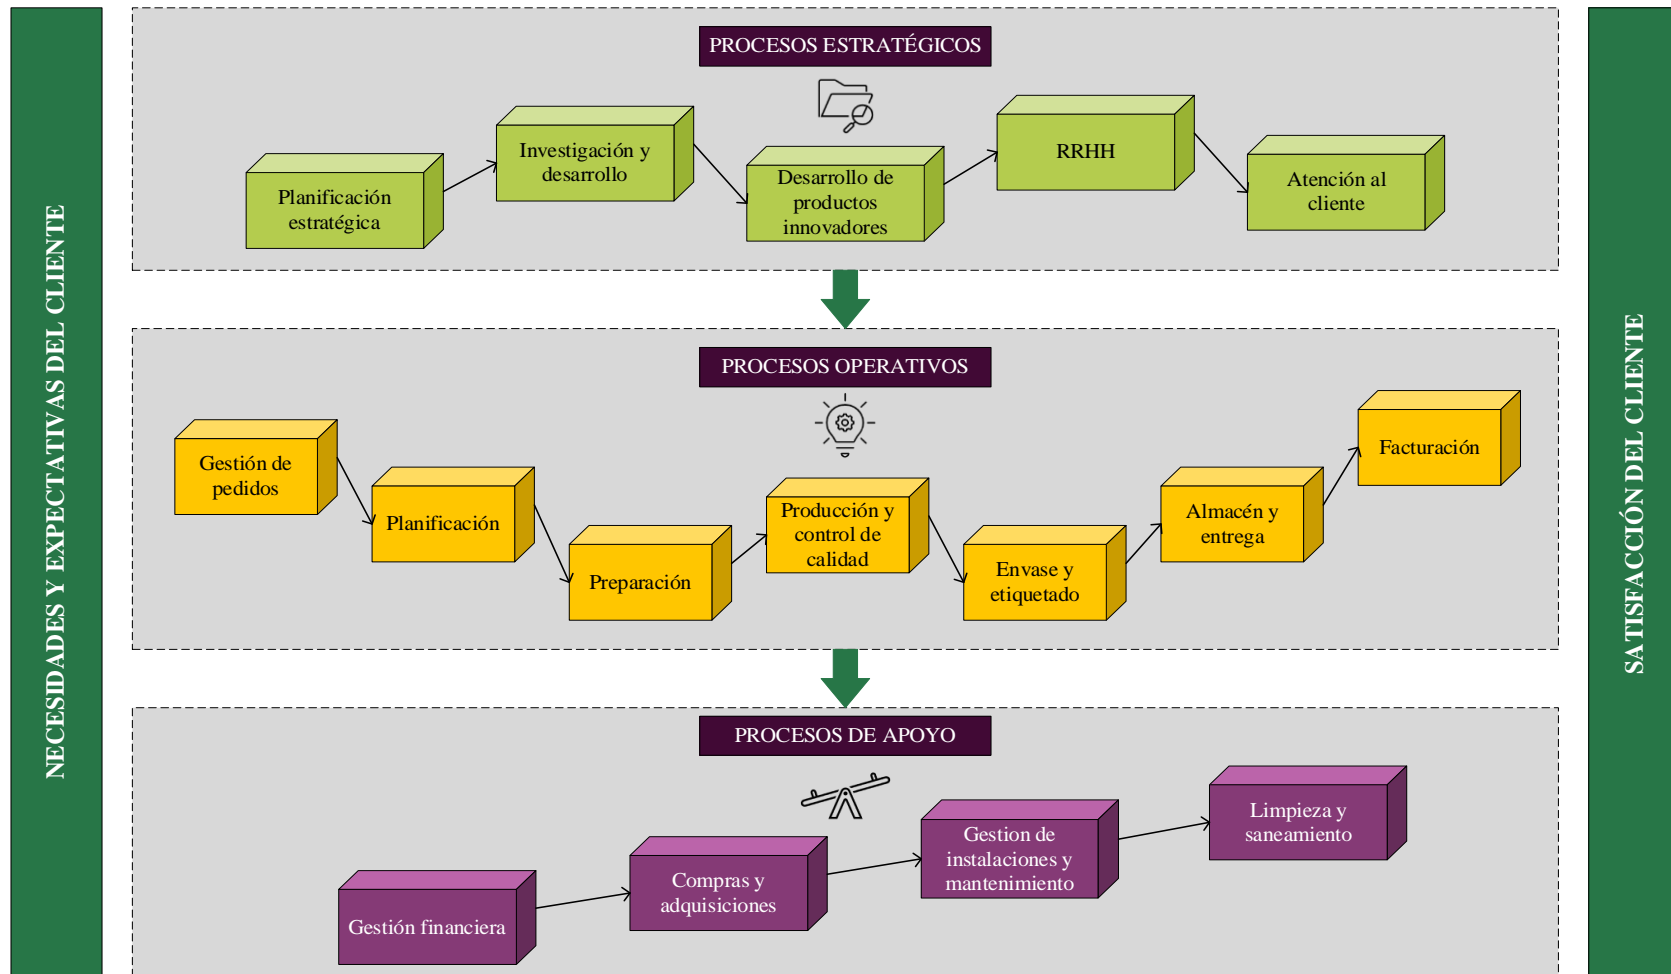 NECESIDADES Y EXPECTATIVAS DEL CLIENTE
PROCESOS ESTRATÉGICOS
Planificación
estratégica
Investigación y
desarrollo
Desarrollo de
productos
innovadores
RRHH
Atención al
cliente
PROCESOS OPERATIVOS
Gestión de
pedidos
Planificación
Preparación
Producción y
control de
calidad
Envase y
etiquetado
Almacén y
entrega
Facturación
PROCESOS DE APOYO
Gestión financiera
Compras y
adquisiciones
Gestion de
instalaciones y
mantenimiento
Limpieza y
saneamiento
SATISFACCIÓN DEL CLIENTE